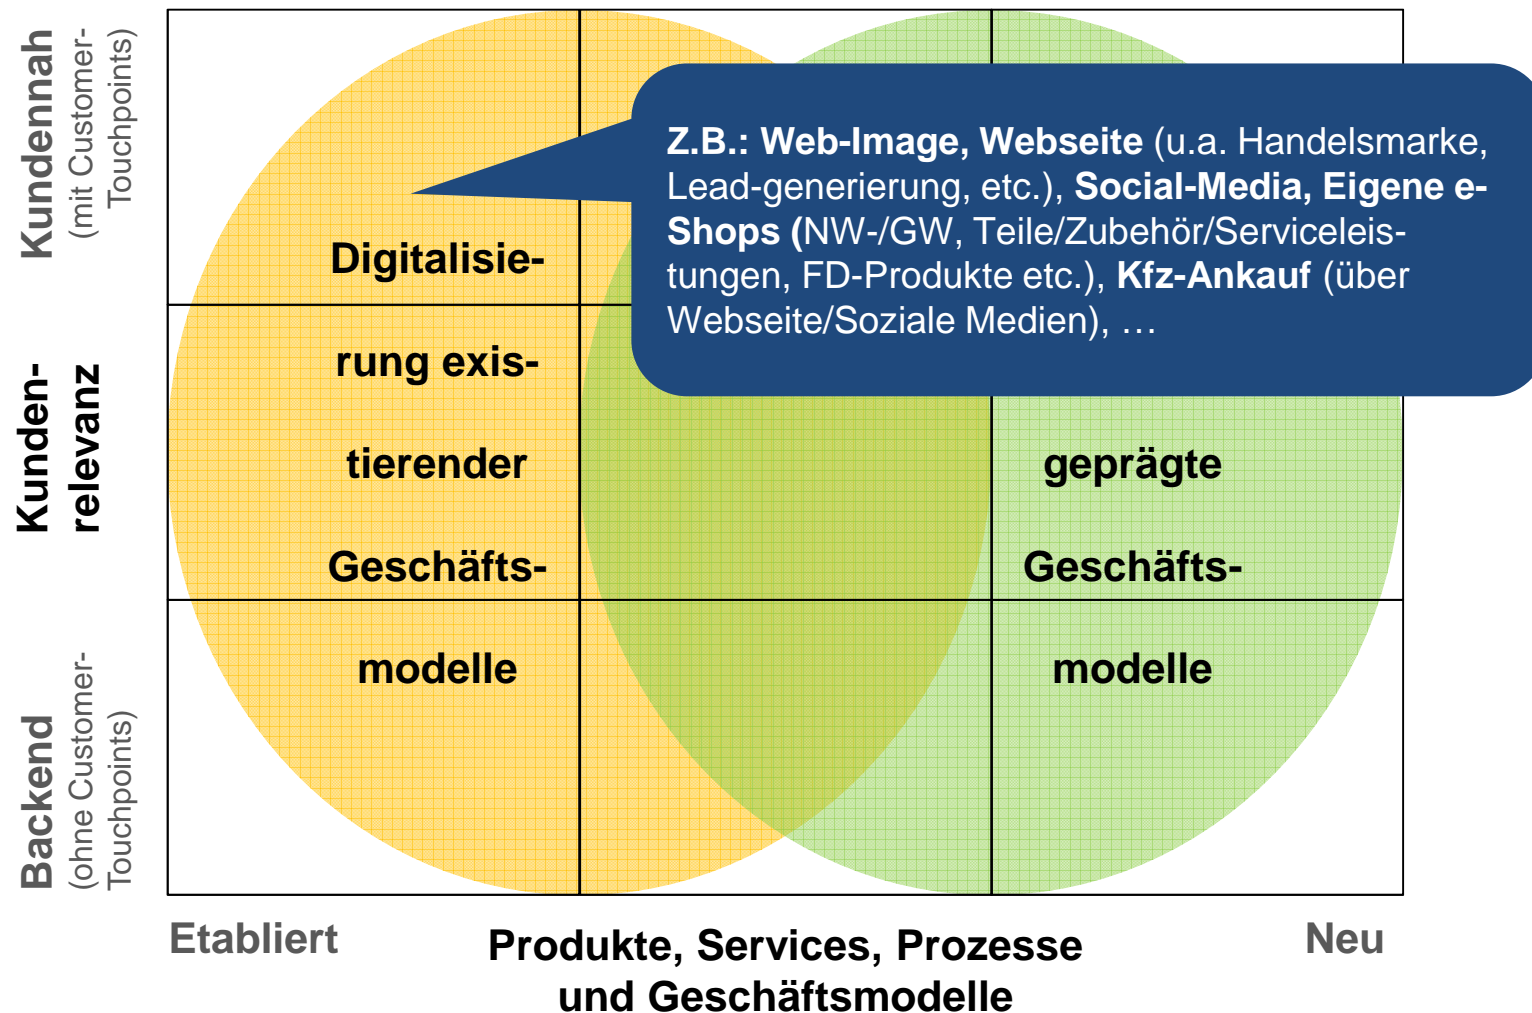 Kundennah
(mit Customer-
Touchpoints)
Kunden-
relevanz
Backend
(ohne Customer-
Touchpoints)
Z.B.: Web-Image, Webseite (u.a. Handelsmarke,
Lead-generierung, etc.), Social-Media, Eigene e-
Shops (NW-/GW, Teile/Zubehör/Serviceleis-
tungen, FD-Produkte etc.), Kfz-Ankauf (über
Webseite/Soziale Medien), …
Digitalisie-
rung exis-
tierender
Geschäfts-
modelle
geprägte
Geschäfts-
modelle
Etabliert
Produkte, Services, Prozesse
und Geschäftsmodelle
Neu